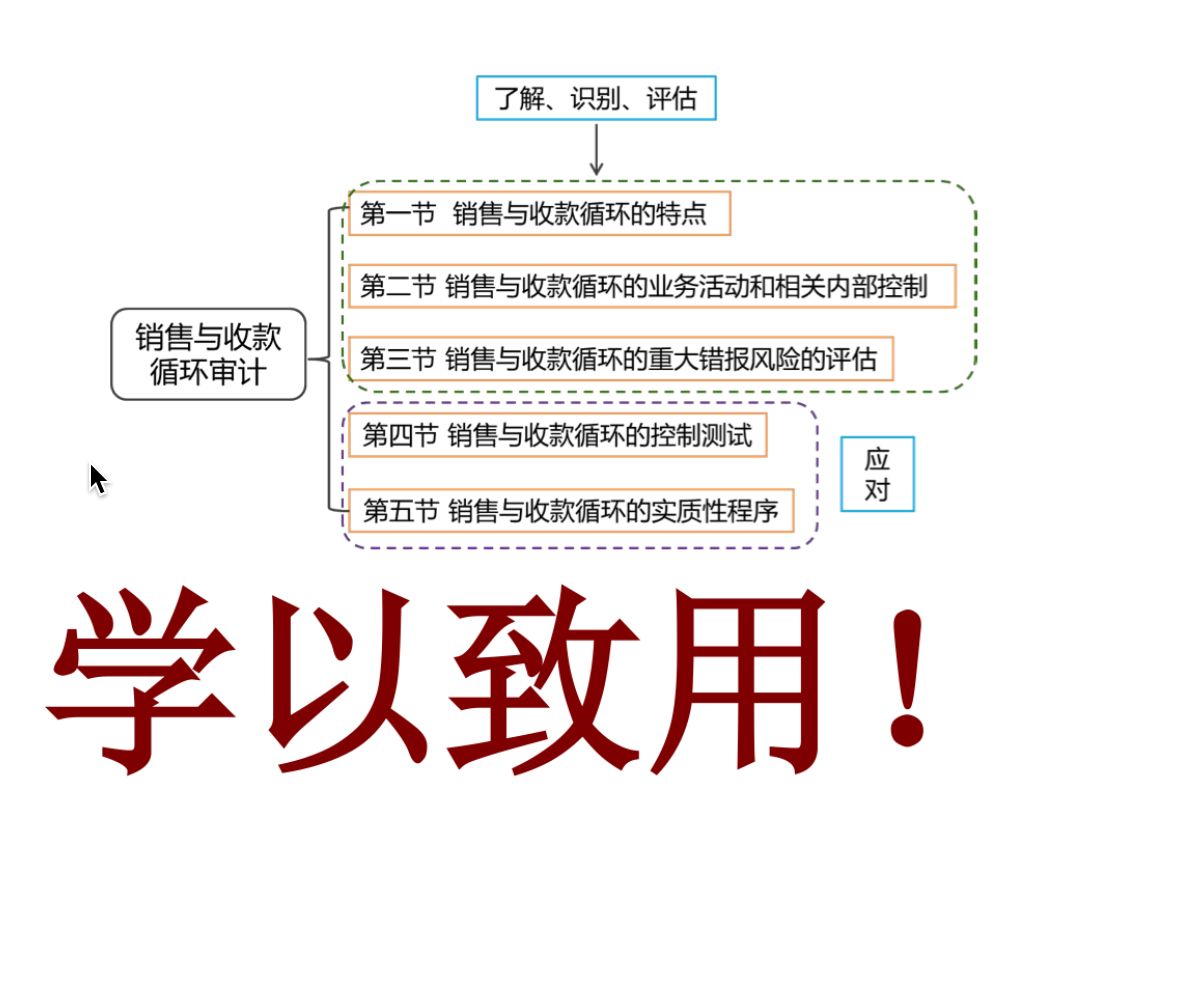 了解、识别、评估
第一节 销售与收款循环的特点
第二节 销售与收款循环的业务活动和相关内部控制
第三节 销售与收款循环的重大错报风险的评估
销售与收款
循环审计
第四节 销售与收款循环的控制测试
第五节 销售与收款循环的实质性程序
应
对
学以致用！